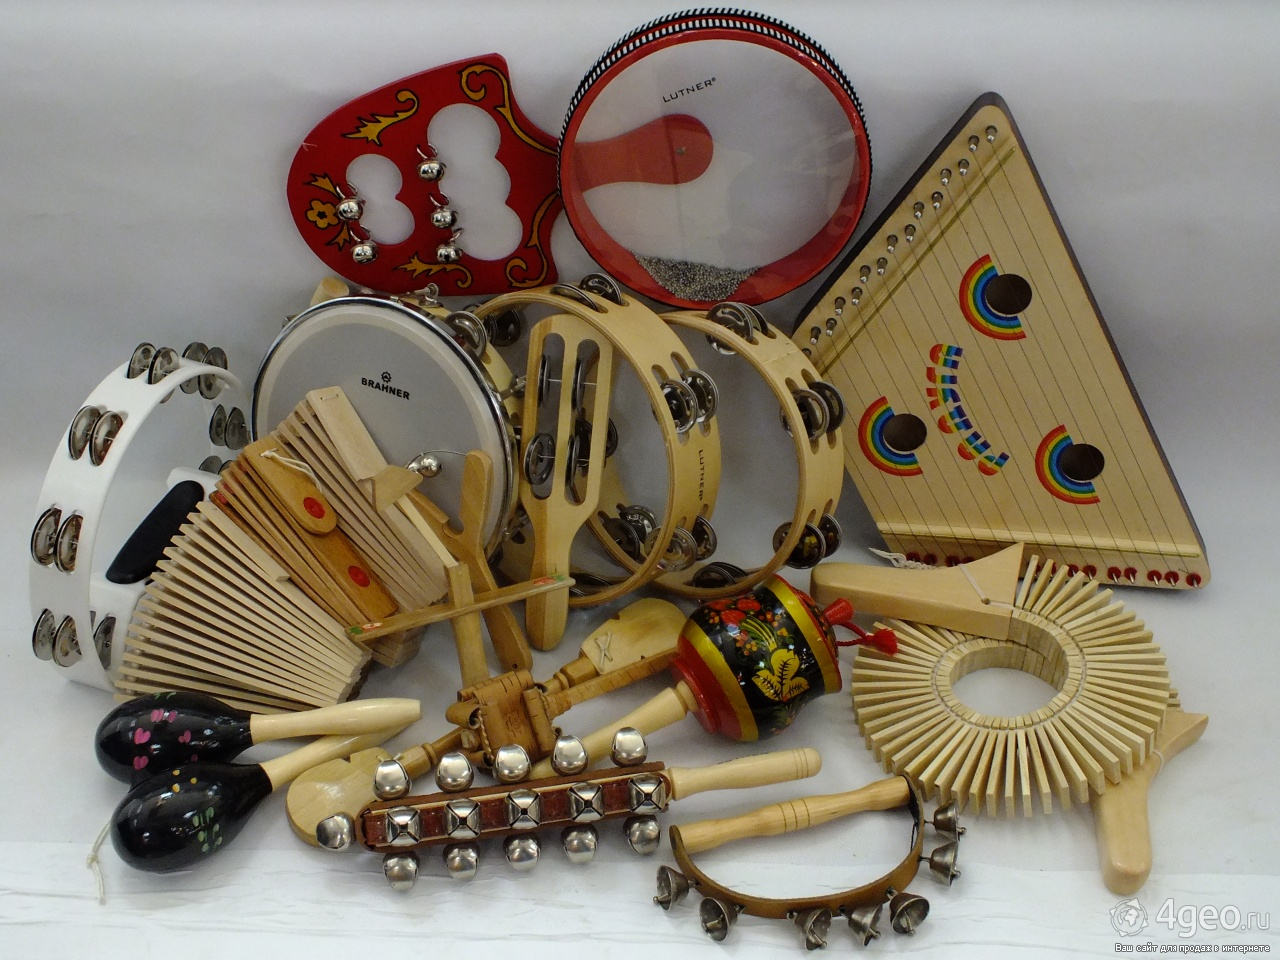 LUTNER®
BRAHNER
LUTNER
4geo.ru
Ваш сайт для продаж в интернете